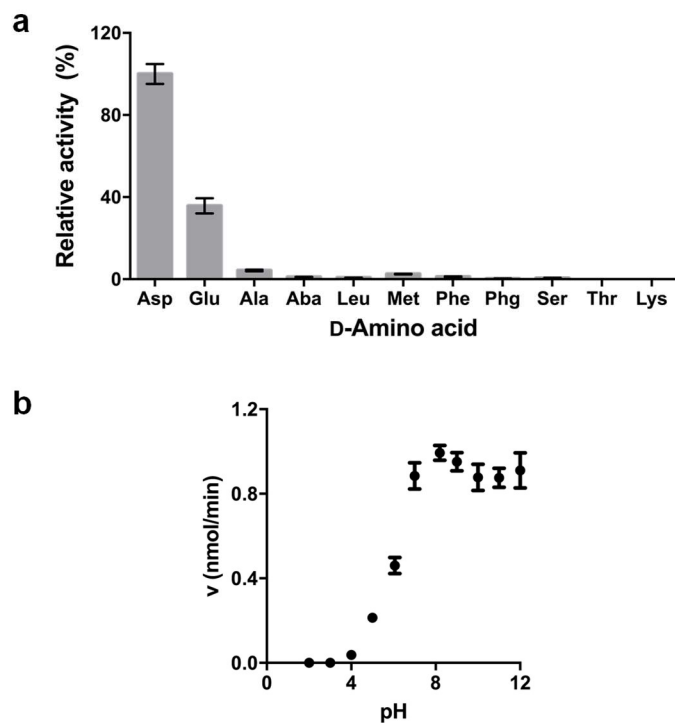 a
Relative activity (%)
120
80
40
0
Asp Glu Ala Aba Leu Met Phe Phg Ser Thr Lys
D-Amino acid
b
v (nmol/min)
1.2
0.8
0.4
0.0
0 4 8 12
pH